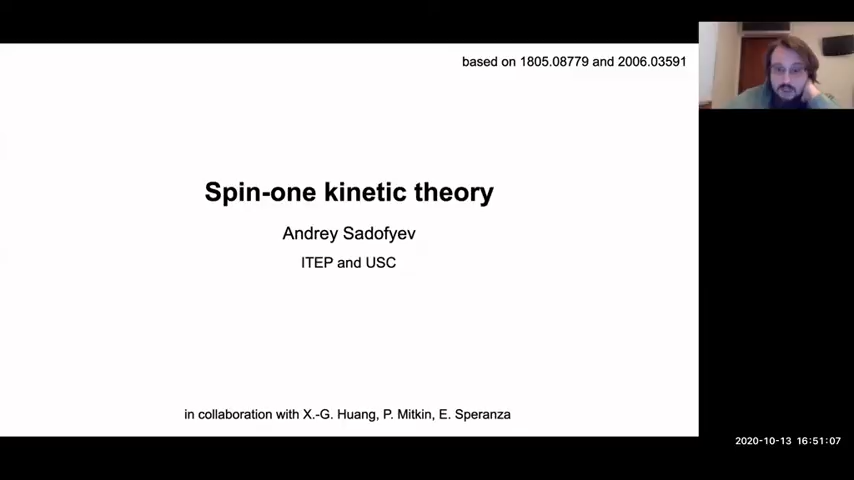 based on 1805.08779 and 2006.03591
Spin-one kinetic theory
Andrey Sadofyev
ITEP and USC
in collaboration with X.-G. Huang, P. Mitkin, E. Speranza
2020-10-13 16:51:07